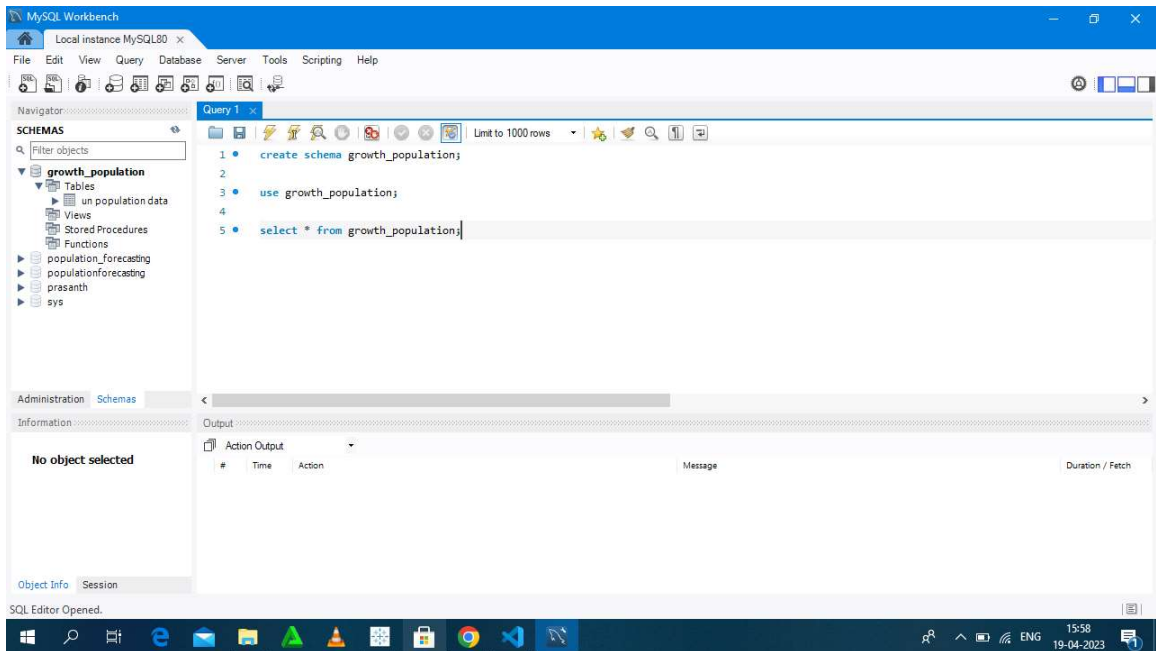 MySQL Workbench
Local instance MySQL80
File Edit View Query Database Server Tools Scripting Help
Navigator
Query 1
SCHEMAS
Limit to 1000 rows
Filter objects
growth_population
Tables
un population data
Views
Stored Procedures
Functions
population_forecasting
populationforecasting
prasanth
sys
1 create schema growth_population;
2
3 use growth_population;
4
5 select * from growth_population;
Administration Schemas
Information
No object selected
Output
Action Output
# Time Action Message Duration / Fetch
Object Info Session
SQL Editor Opened.
ENG
15:58
19-04-2023